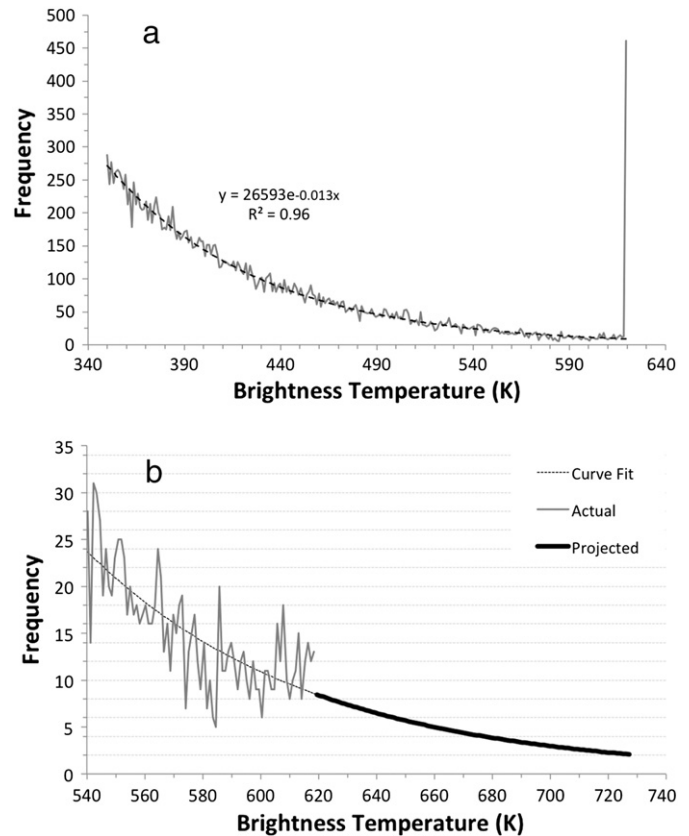 a
500
450
400
350
300
250
200
150
100
50
0
Frequency
y = 26593e-0.013x
R² = 0.96
340 390 440 490 540 590 640
Brightness Temperature (K)
b
35
30
25
20
15
10
5
0
Frequency
Curve Fit
Actual
Projected
540 560 580 600 620 640 660 680 700 720 740
Brightness Temperature (K)